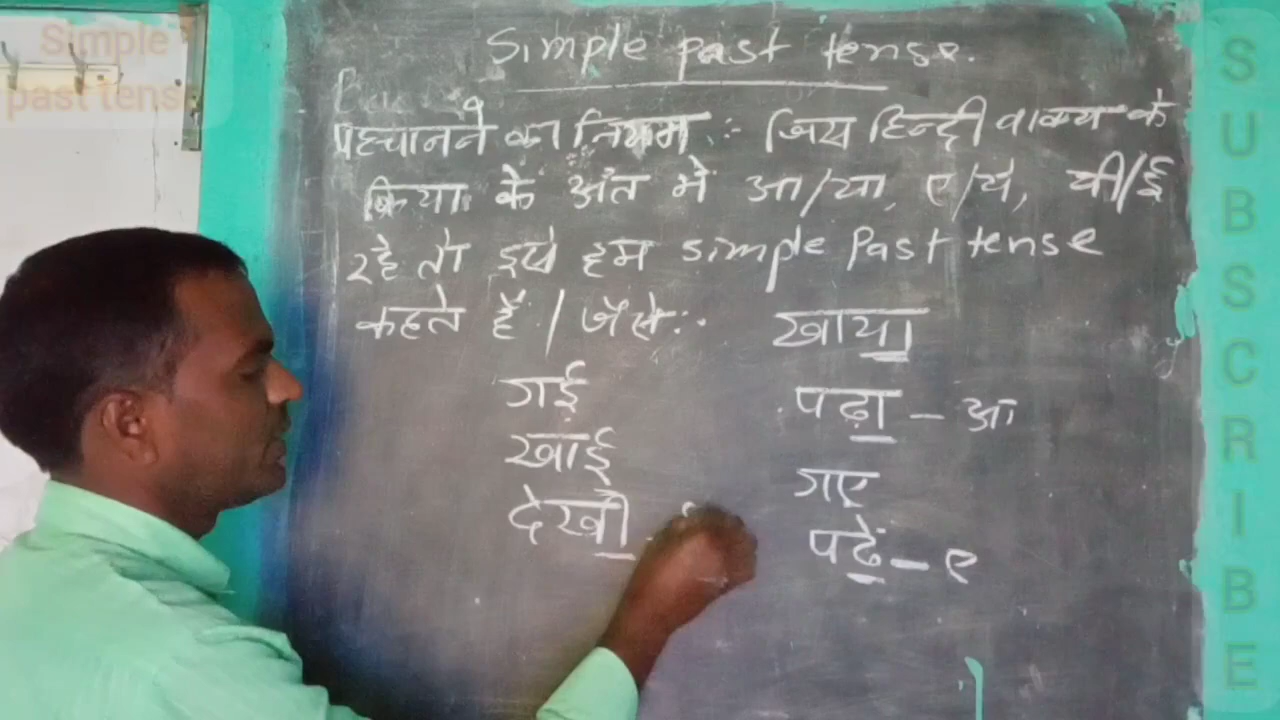 Simple
past tense
Simple past tense.
पहचानने का नियम :- जिस हिन्दी वाक्य के
क्रिया के अंत में आ/या, ए/ये, यी/ई
रहे तो इसे हम simple Past tense
कहते हैं / जैसे:- खाया
गई पढ़ा - आ
खाई गए
देखी पढ़ें - ए
SUBSCRIBE